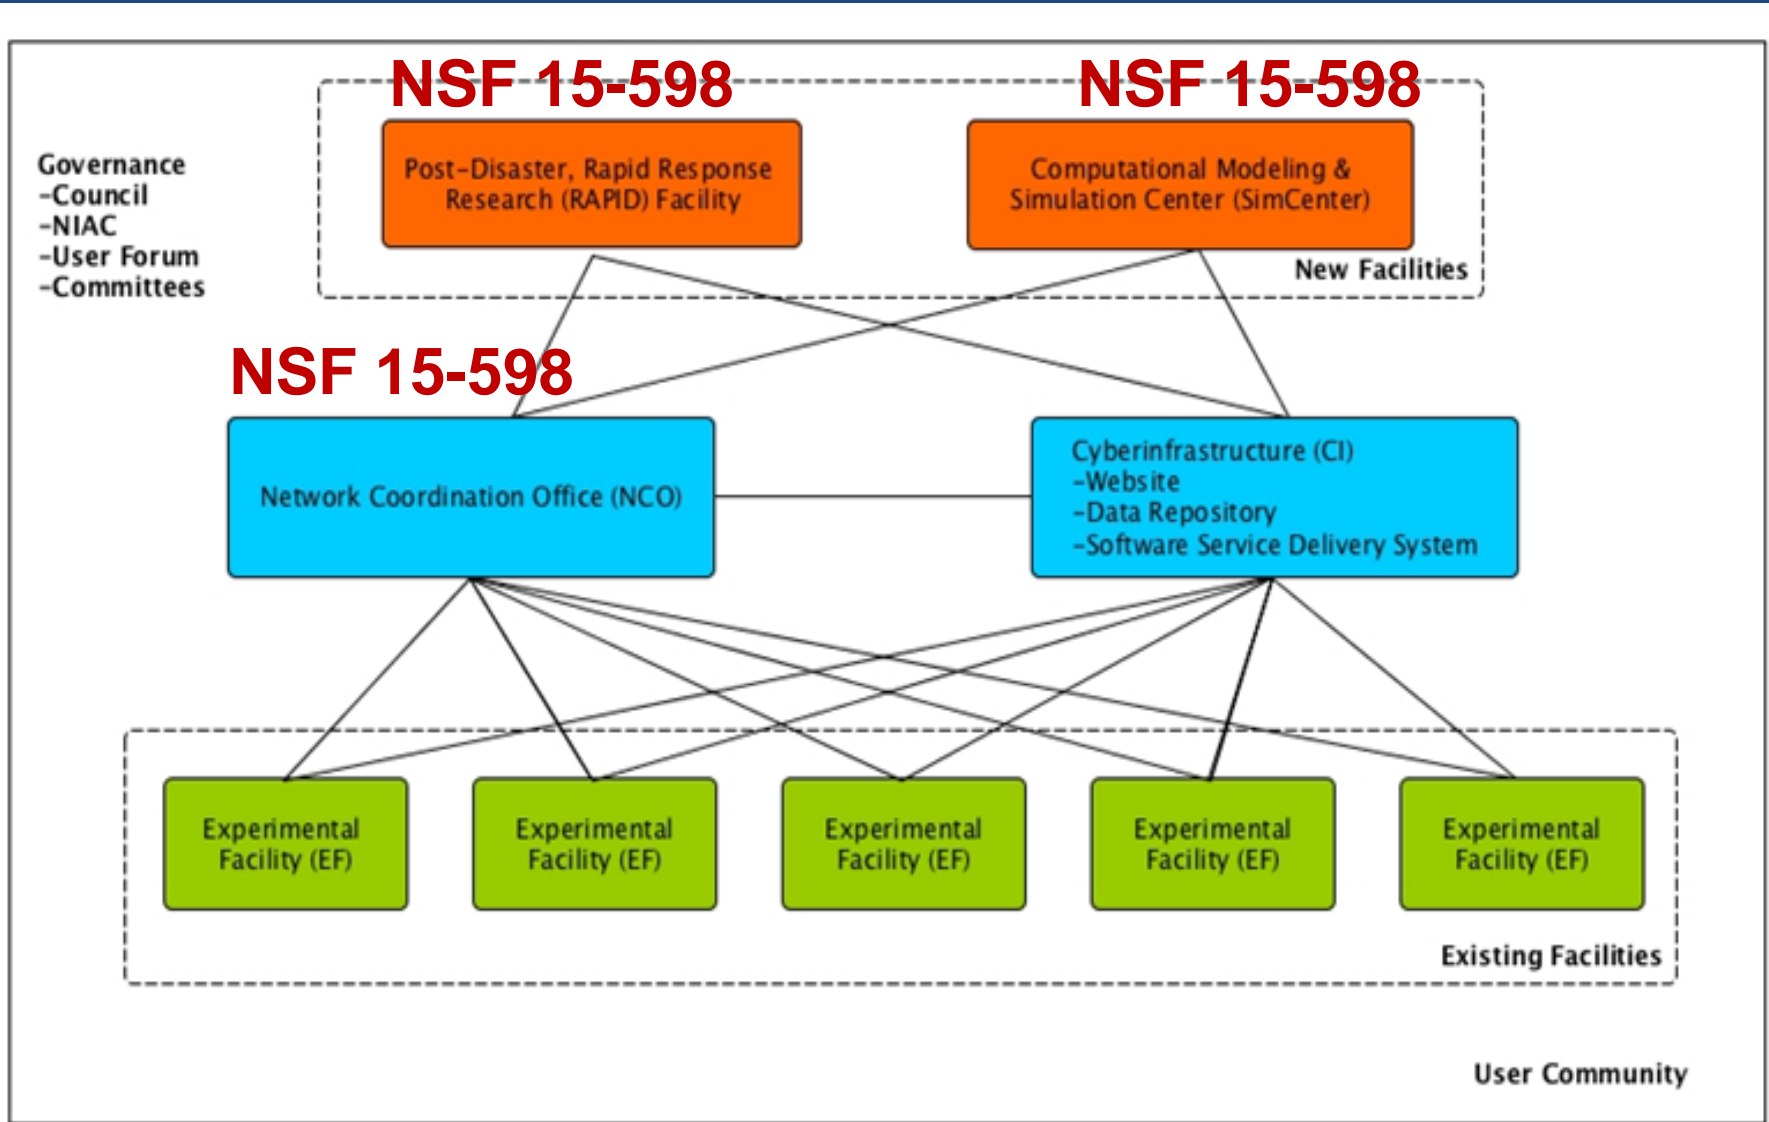 NSF 15-598
NSF 15-598
Governance
-Council
-NIAC
-User Forum
-Committees
Post-Disaster, Rapid Response
Research (RAPID) Facility
Computational Modeling &
Simulation Center (SimCenter)
New Facilities
NSF 15-598
Network Coordination Office (NCO)
Cyberinfrastructure (CI)
-Website
-Data Repository
-Software Service Delivery System
Experimental
Facility (EF)
Experimental
Facility (EF)
Experimental
Facility (EF)
Experimental
Facility (EF)
Experimental
Facility (EF)
Existing Facilities
User Community